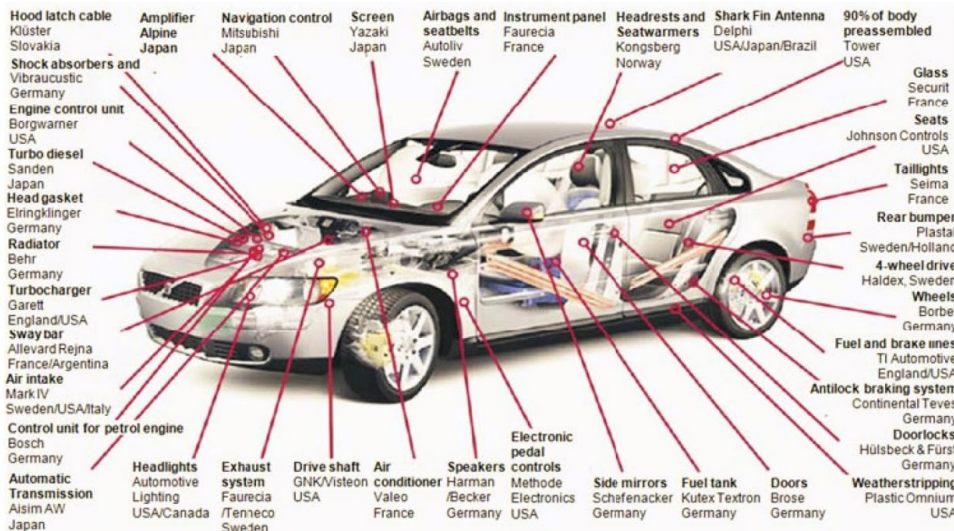 Hood latch cable
Klüster
Slovakia
Shock absorbers and
Vibraucustic
Germany
Engine control unit
Borgwarner
USA
Turbo diesel
Sanden
Japan
Head gasket
Elringklinger
Germany
Radiator
Behr
Germany
Turbocharger
Garett
England/USA
Sway bar
Allevard Rejna
France/Argentina
Air intake
Mark IV
Sweden/USA/Italy
Control unit for petrol engine
Bosch
Germany
Automatic
Transmission
Aisim AW
Japan
Amplifier
Alpine
Japan
Navigation control
Mitsubishi
Japan
Screen
Yazaki
Japan
Airbags and
seatbelts
Autoliv
Sweden
Instrument panel
Faurecia
France
Headrests and
Seatwarmers
Kongsberg
Norway
Shark Fin Antenna
Delphi
USA/Japan/Brazil
90% of body
preassembled
Tower
USA
Glass
Securit
France
Seats
Johnson Controls
USA
Taillights
Seima
France
Rear bumper
Plastal
Sweden/Holland
4-wheel drive
Haldex, Sweden
Wheels
Borbet
Germany
Fuel and brake lines
TI Automotive
England/USA
Antilock braking system
Continental Teves
Germany
Doorlocks
Hülsbeck & Fürst
Germany
Weatherstripping
Plastic Omnium
USA
Headlights
Automotive
Lighting
USA/Canada
Exhaust
system
Faurecia
/Tenneco
Sweden
Drive shaft
GNK/Visteon
USA
Air
conditioner
Valeo
France
Speakers
Harman
/Becker
Germany
Electronic
pedal
controls
Methode
Electronics
USA
Side mirrors
Schefenacker
Germany
Fuel tank
Kutex Textron
Germany
Doors
Brose
Germany